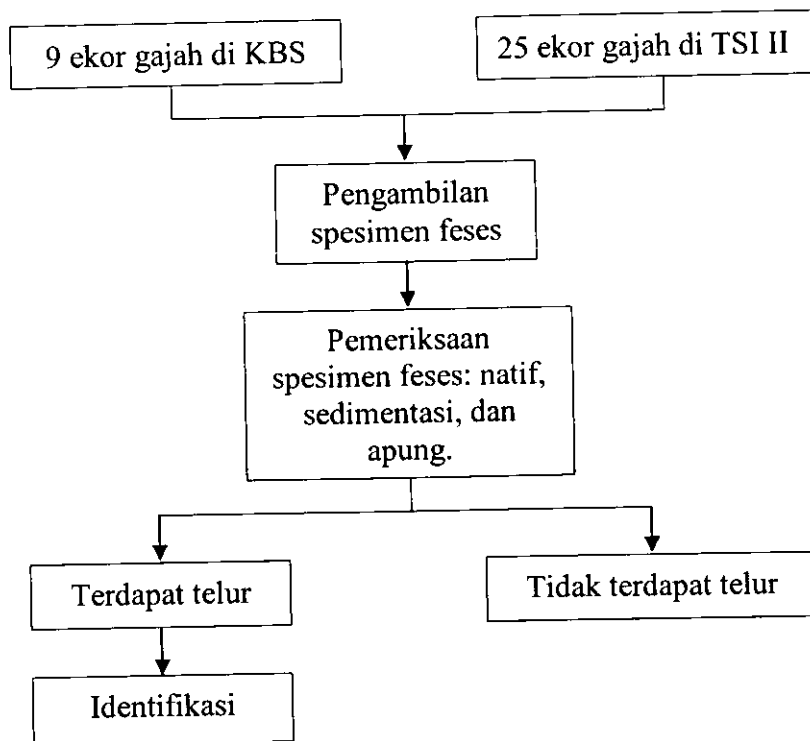 9 ekor gajah di KBS
25 ekor gajah di TSI II
Pengambilan
spesimen feses
Pemeriksaan
spesimen feses: natif,
sedimentasi, dan
apung.
Terdapat telur
Tidak terdapat telur
Identifikasi